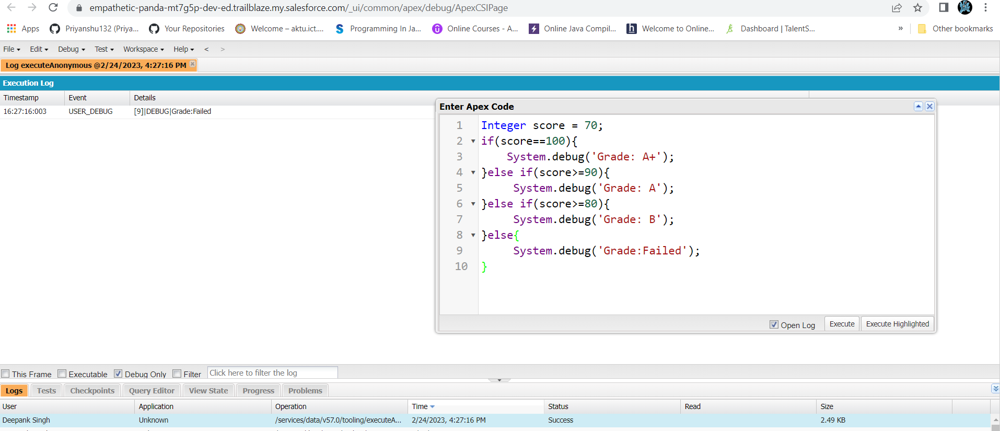 empathetic-panda-mt7g5p-dev-ed.trailblaze.my.salesforce.com/_ui/common/apex/debug/ApexCSIPage
Apps Priyanshu132 (Priya... Your Repositories Welcome – aktu.ict.... Programming In Ja... Online Courses - A... Online Java Compil... Welcome to Online... Dashboard | TalentS... » Other bookmarks
File Edit Debug Test Workspace Help < >
Log executeAnonymous @2/24/2023, 4:27:16 PM
Execution Log
Timestamp Event Details
16:27:16:003 USER_DEBUG [9]|DEBUG|Grade:Failed
Enter Apex Code
1 Integer score = 70;
2 if(score==100){
3 System.debug('Grade: A+');
4 }else if(score>=90){
5 System.debug('Grade: A');
6 }else if(score>=80){
7 System.debug('Grade: B');
8 }else{
9 System.debug('Grade:Failed');
10 }
Open Log Execute Execute Highlighted
This Frame Executable Debug Only Filter Click here to filter the log
Logs Tests Checkpoints Query Editor View State Progress Problems
User Application Operation Time Status Read Size
Deepank Singh Unknown /services/data/v57.0/tooling/executeA... 2/24/2023, 4:27:16 PM Success 2.49 KB